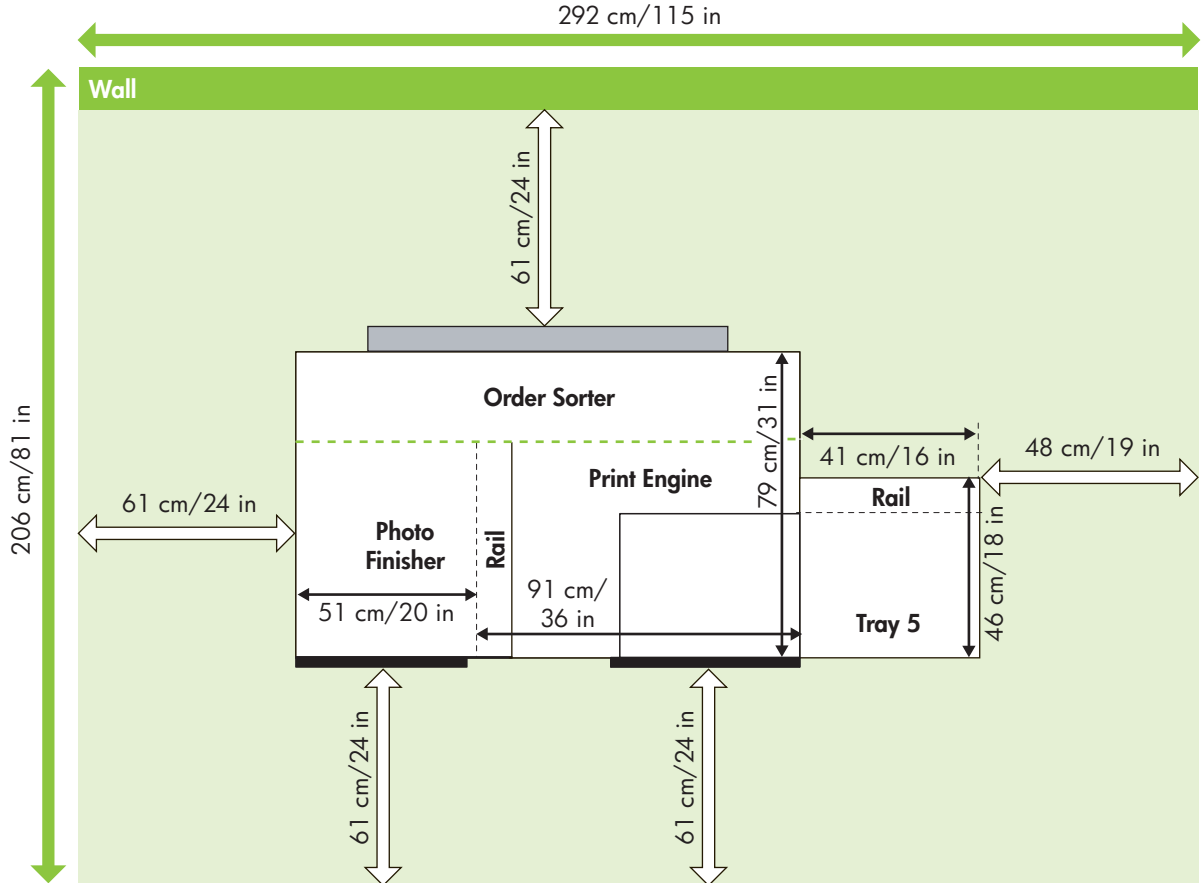 292 cm/115 in
Wall
61 cm/24 in
206 cm/81 in
Order Sorter
79 cm/31 in
41 cm/16 in
48 cm/19 in
Print Engine
Rail
61 cm/24 in
Photo
Finisher
Rail
46 cm/18 in
91 cm/
36 in
51 cm/20 in
Tray 5
61 cm/24 in
61 cm/24 in